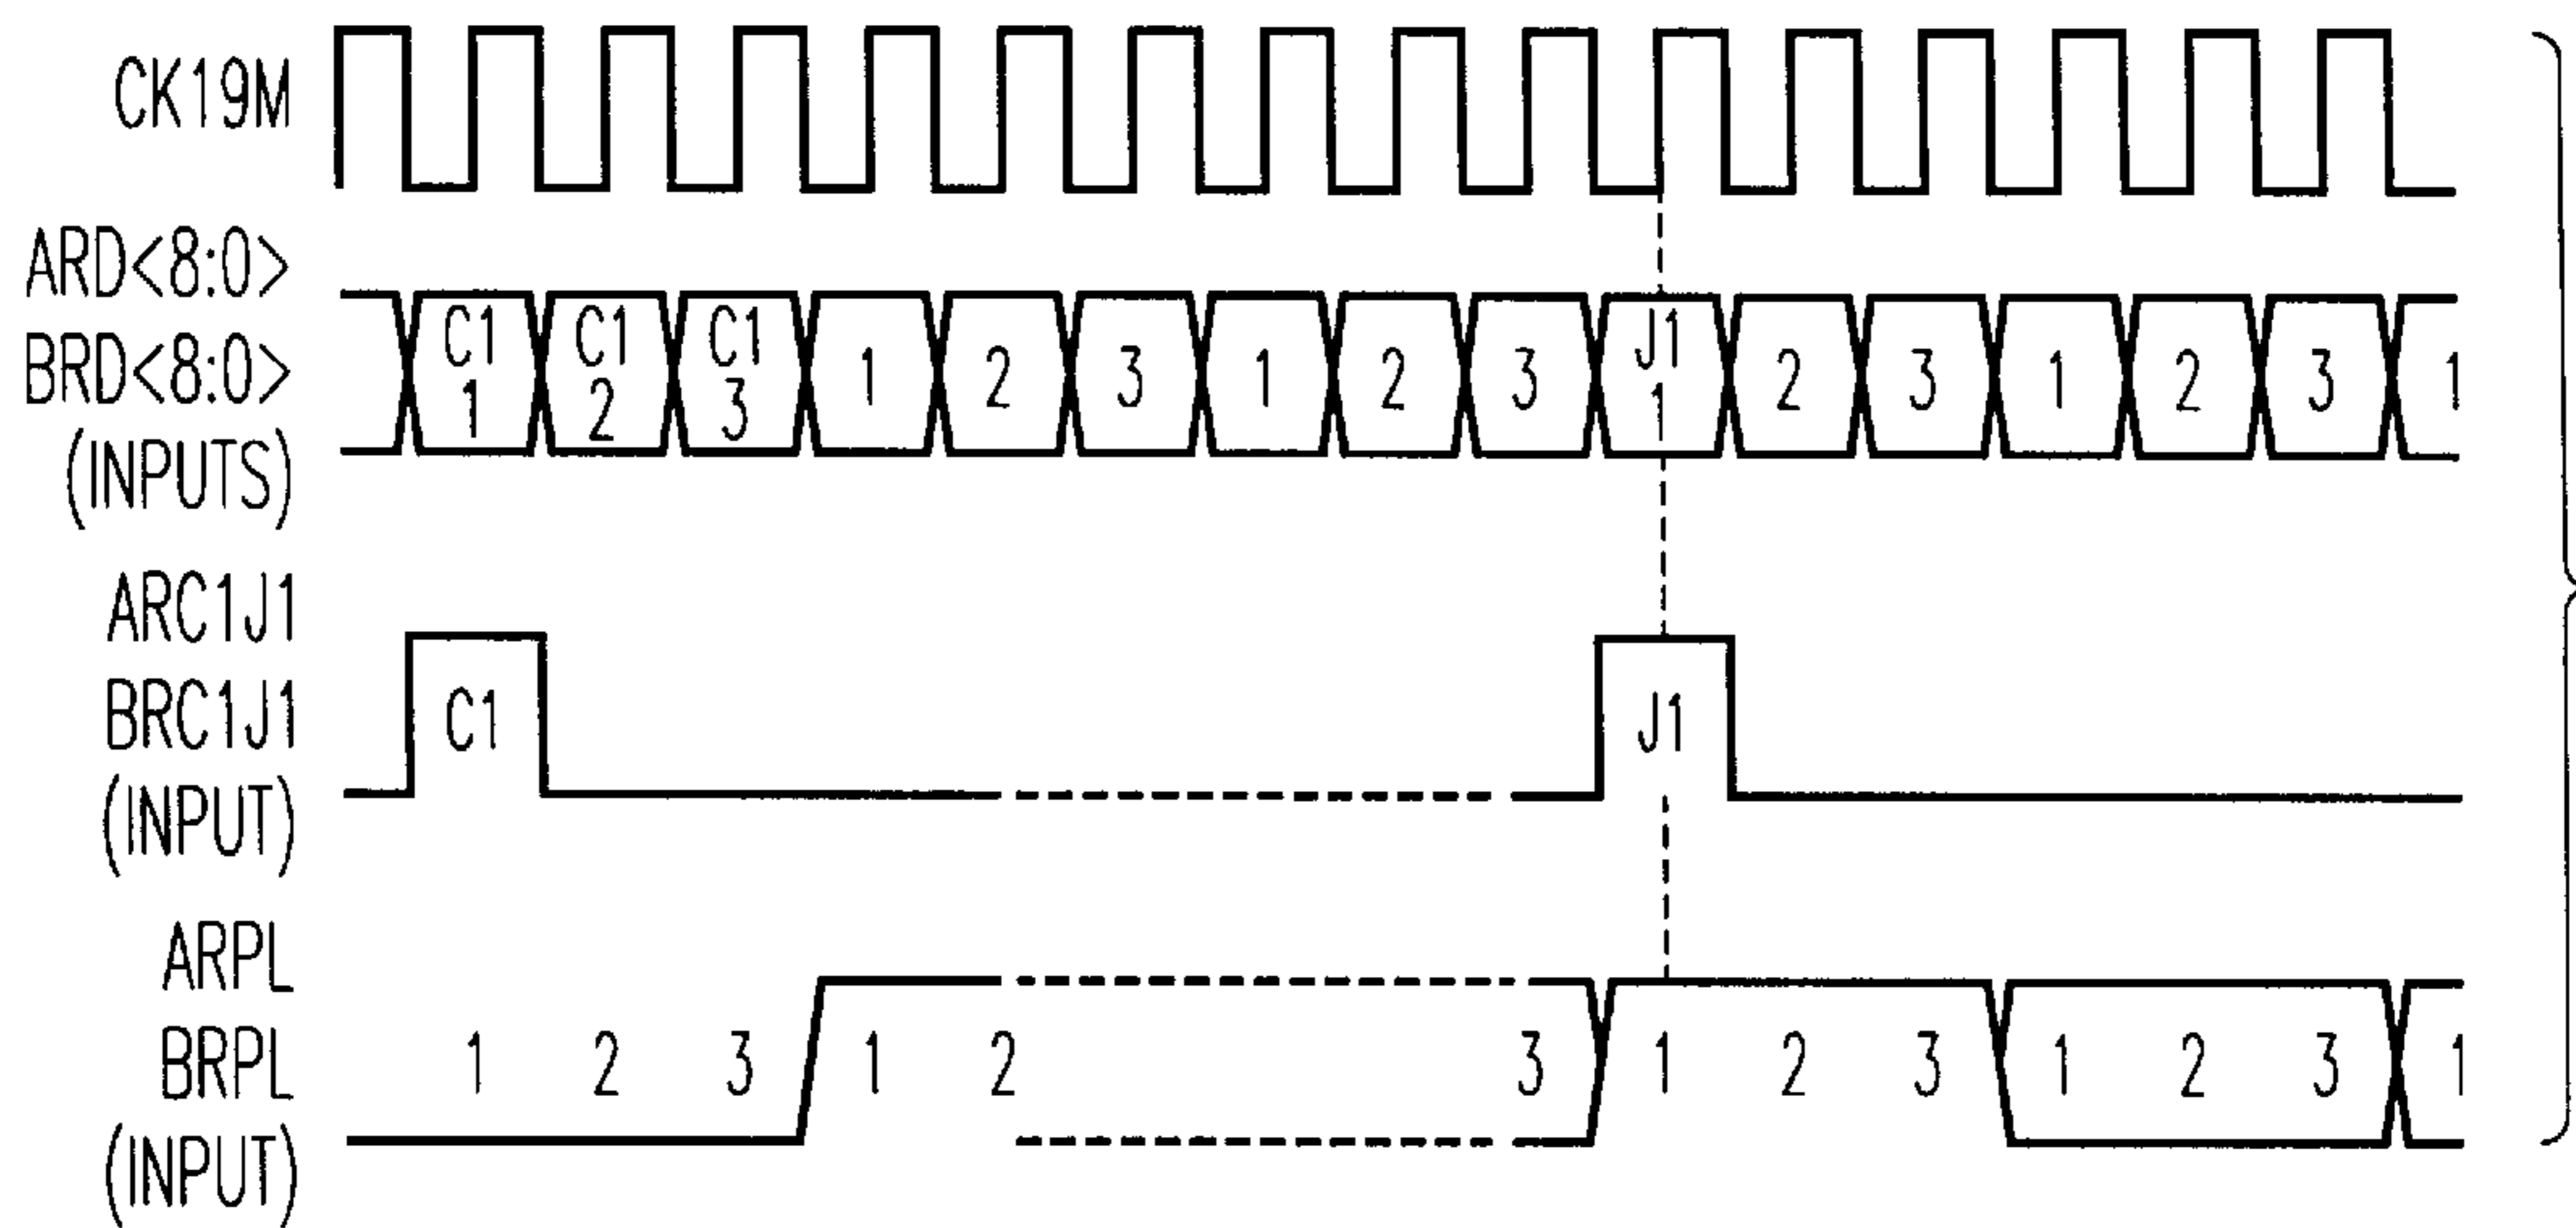 CK19M
ARD<8:0>
BRD<8:0>
(INPUTS)
C1 C1 C1 J1
1 2 3 1 2 3 1 2 3 1 2 3 1 2 3 1
ARC1J1
BRC1J1
(INPUT)
C1 J1
ARPL
BRPL
(INPUT)
1 2 3 1 2 3 1 2 3 1 2 3 1